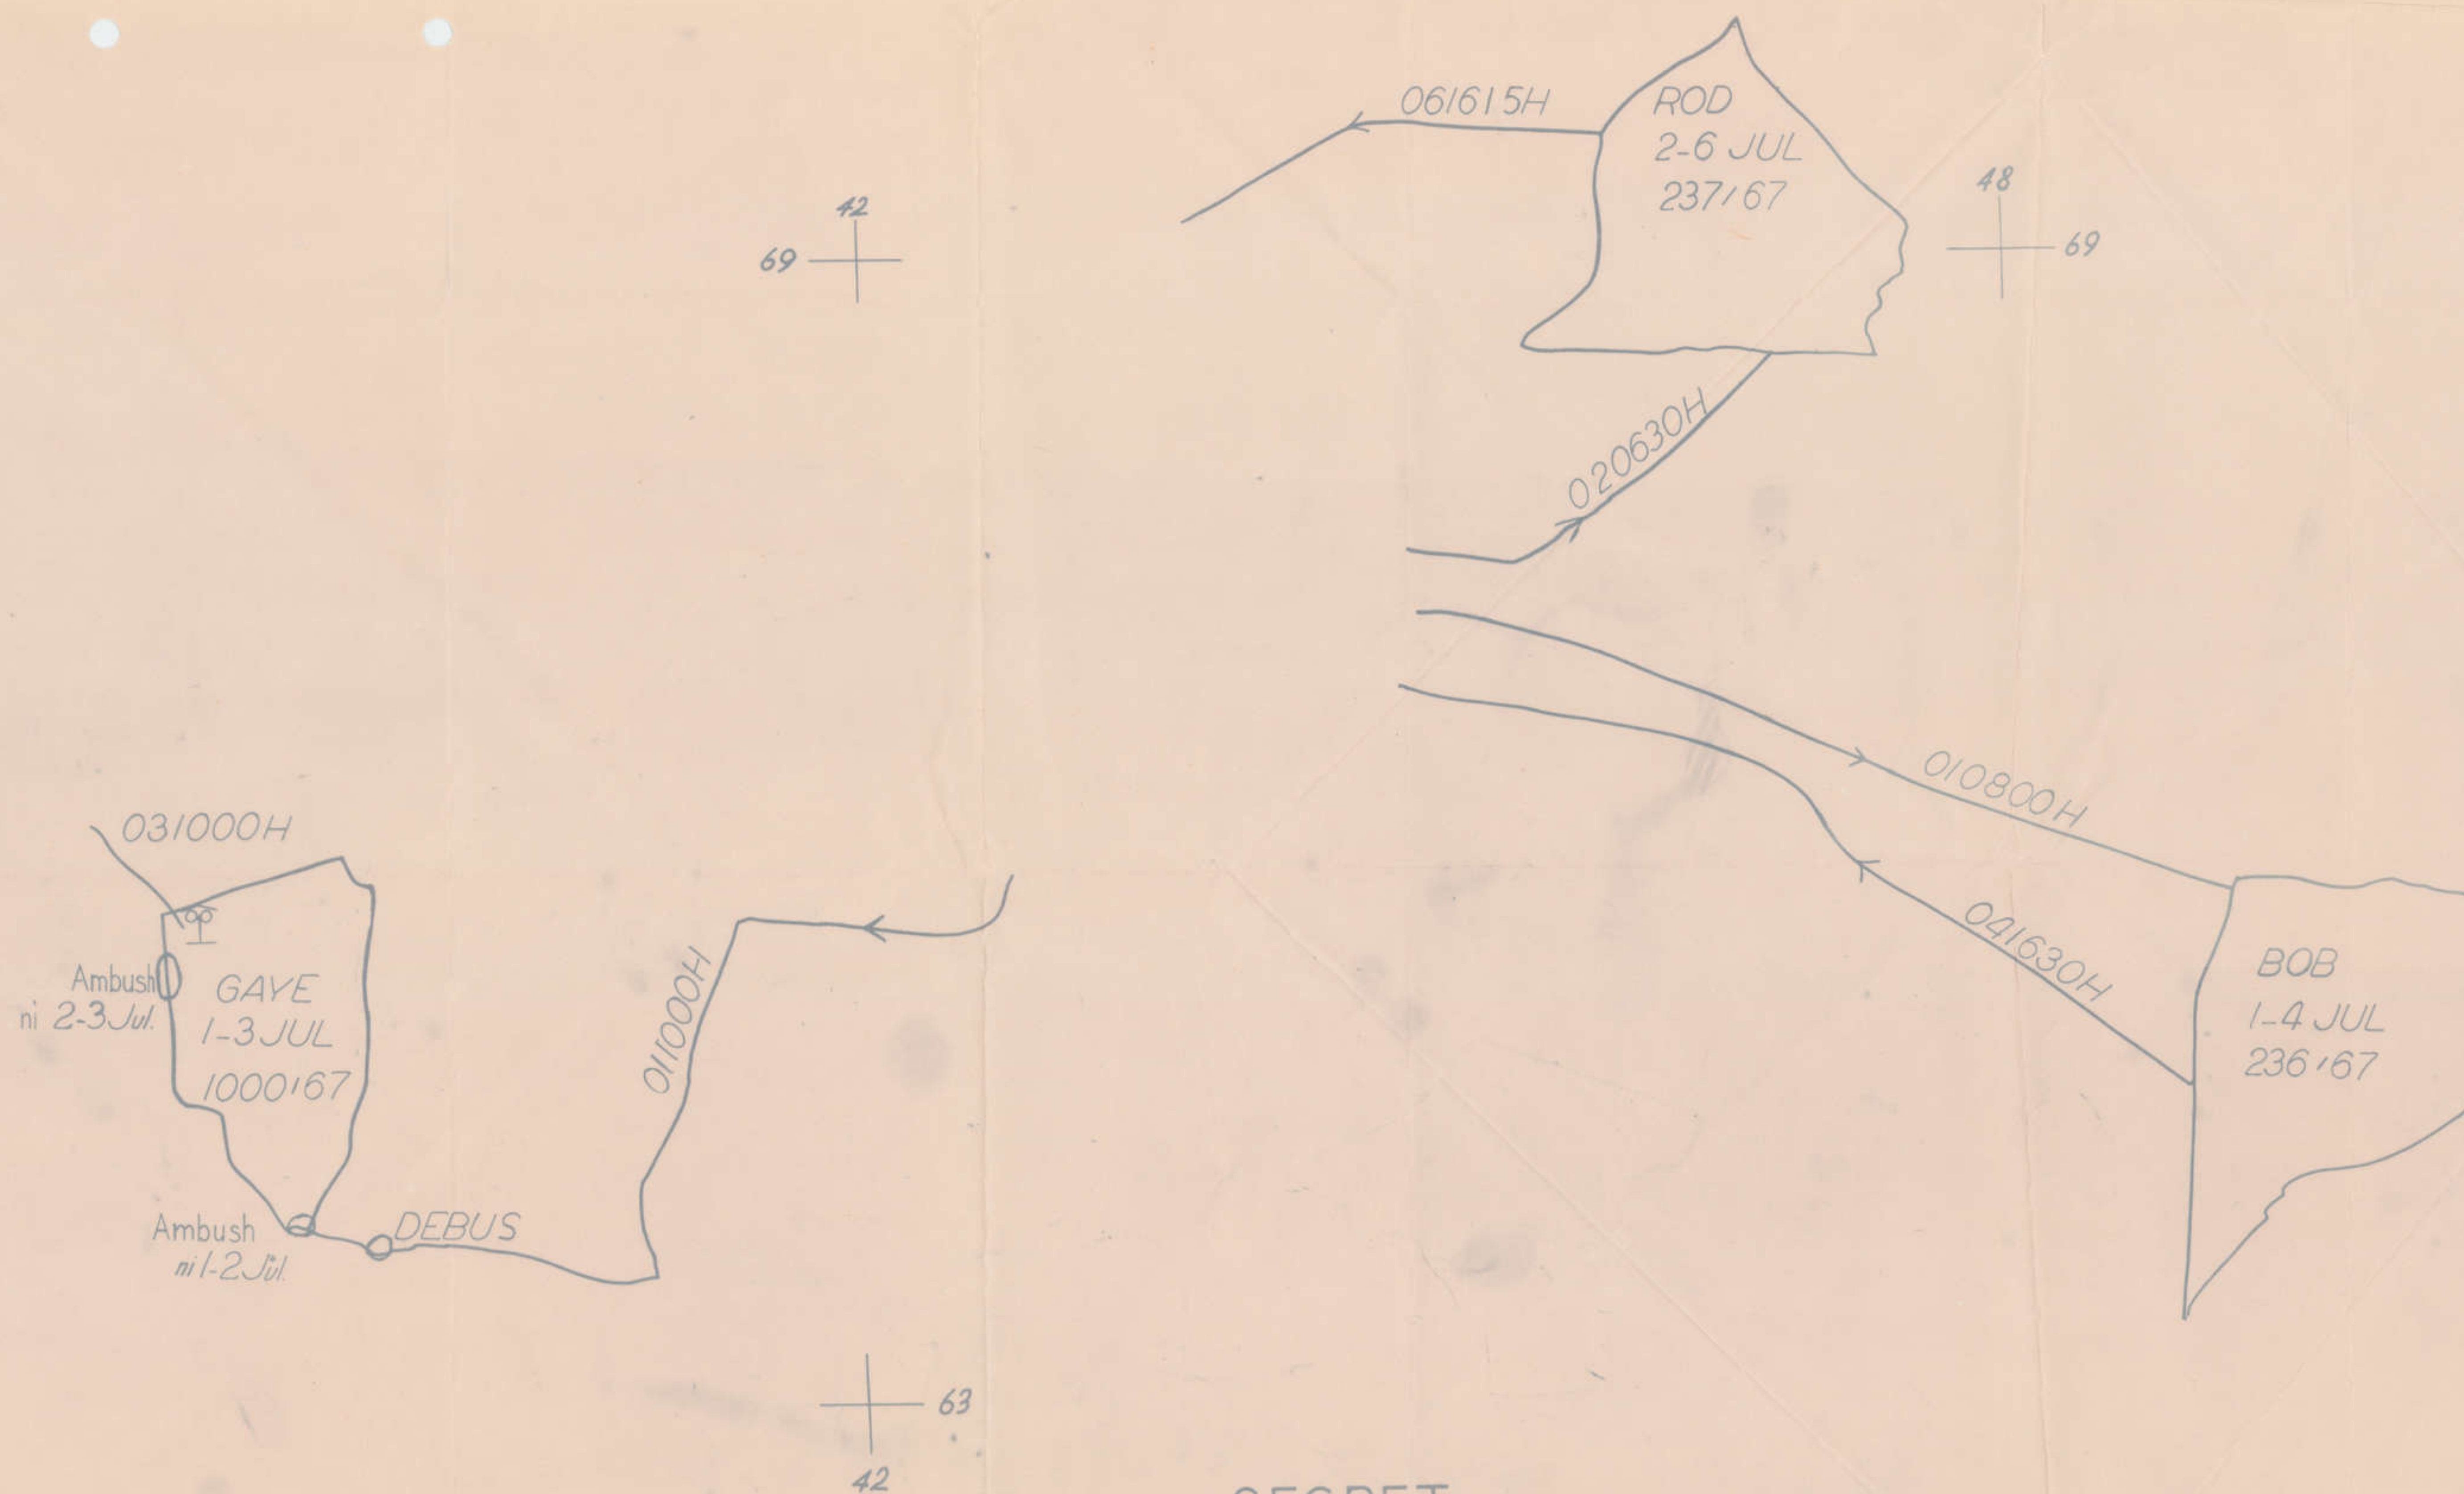 061615H
ROD
2-6 JUL
237/67
42
69
48
69
020630H
010800H
031000H
041630H
BOB
1-4 JUL
236/67
Ambush
ni 2-3 Jul.
GAYE
1-3 JUL
1000/67
011000H
Ambush
ni 1-2 Jul.
DEBUS
63
42
SECRET